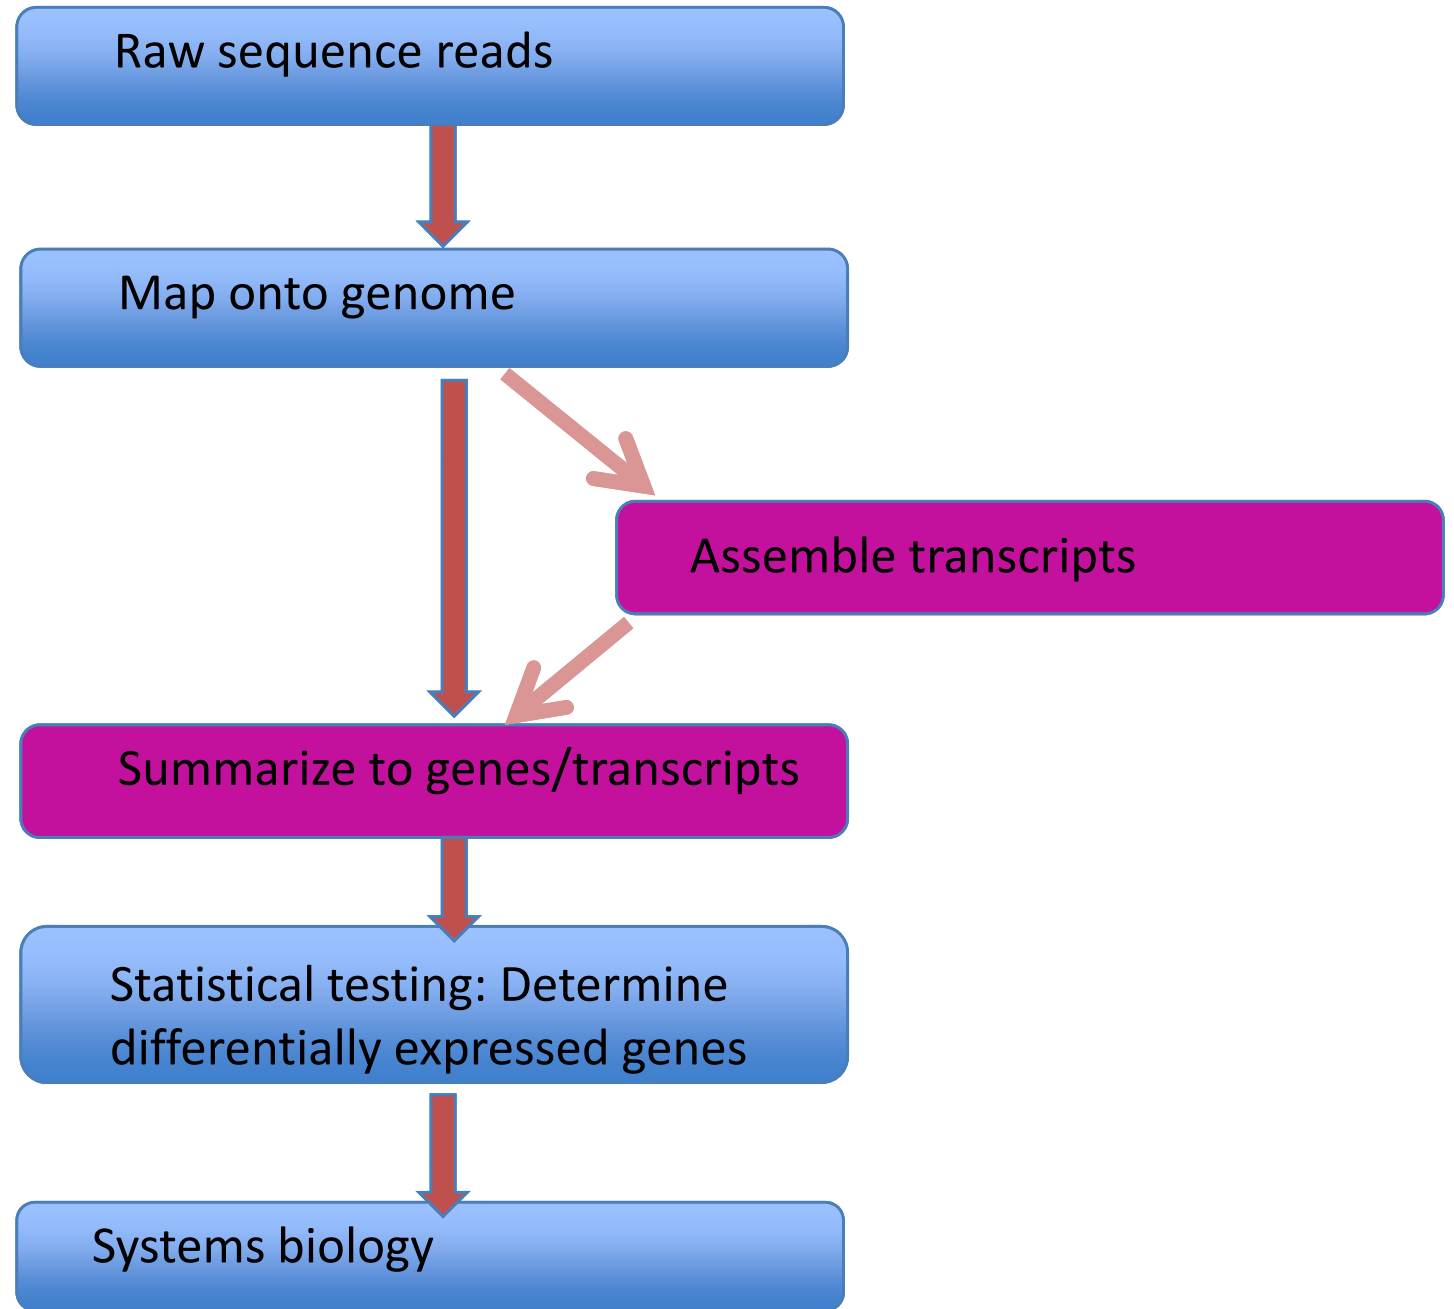 Raw sequence reads
Map onto genome
Assemble transcripts
Summarize to genes/transcripts
Statistical testing: Determine
differentially expressed genes
Systems biology